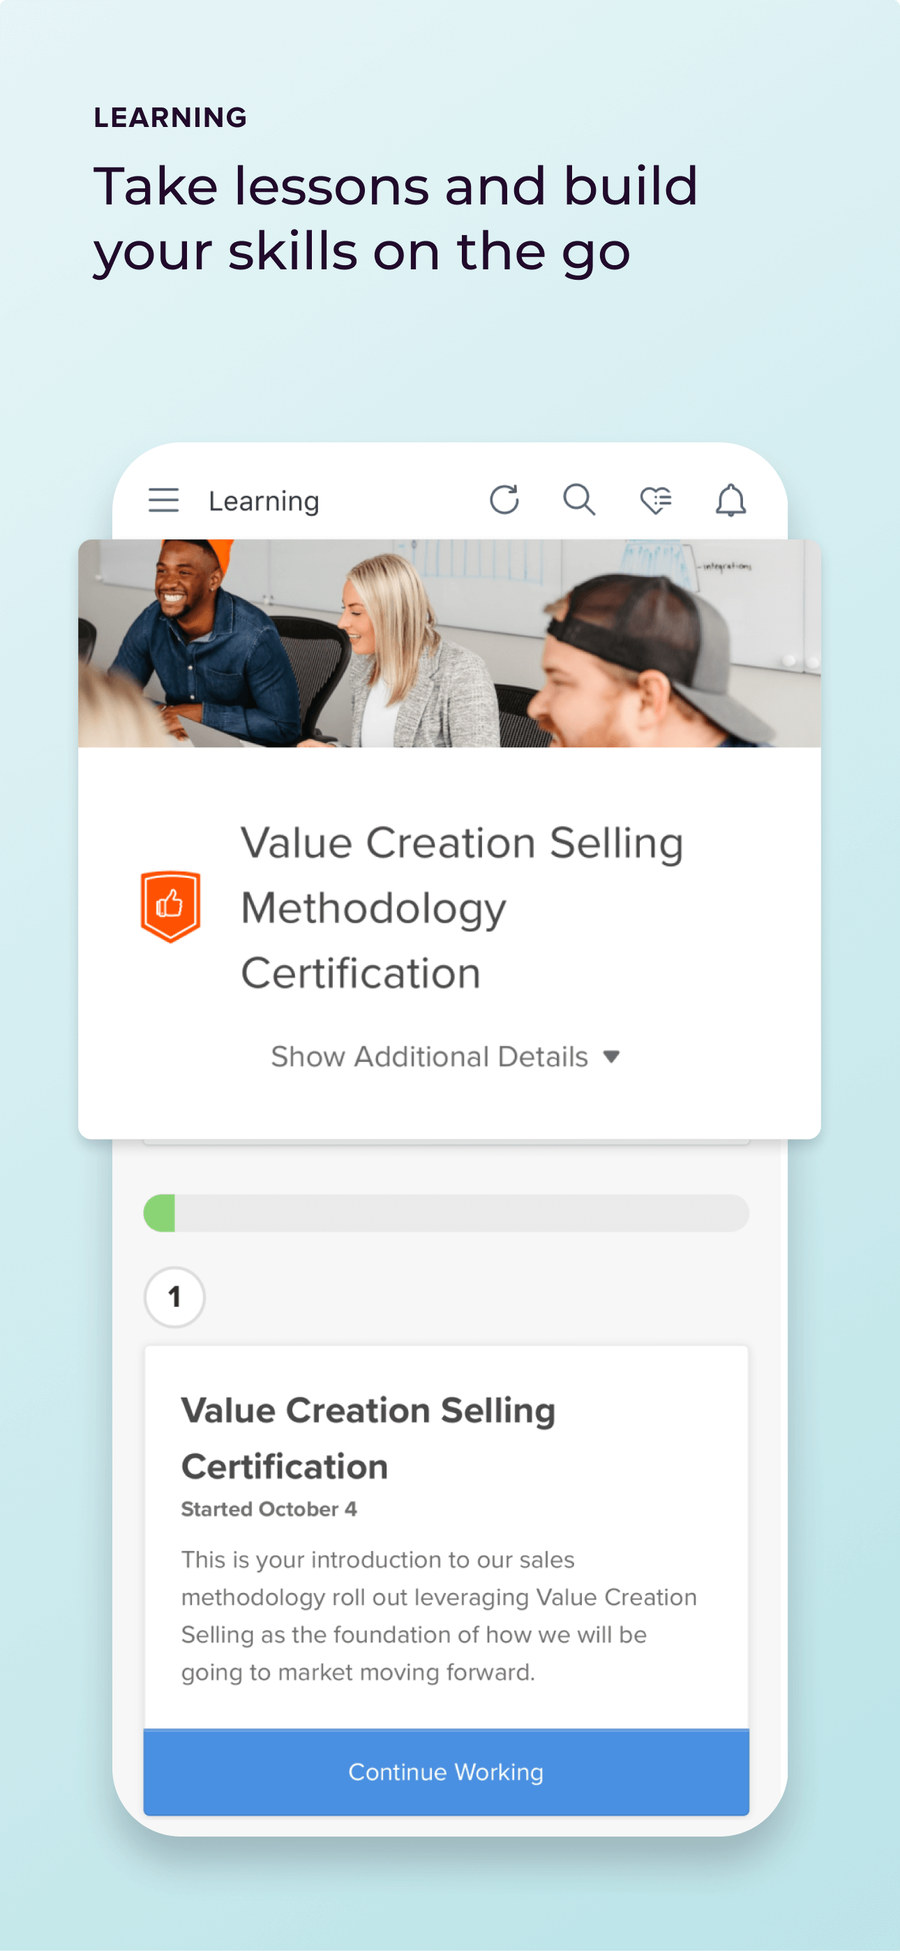 LEARNING
Take lessons and build
your skills on the go
Learning
integrations
Value Creation Selling
Methodology
Certification
Show Additional Details
1
Value Creation Selling
Certification
Started October 4
This is your introduction to our sales
methodology roll out leveraging Value Creation
Selling as the foundation of how we will be
going to market moving forward.
Continue Working